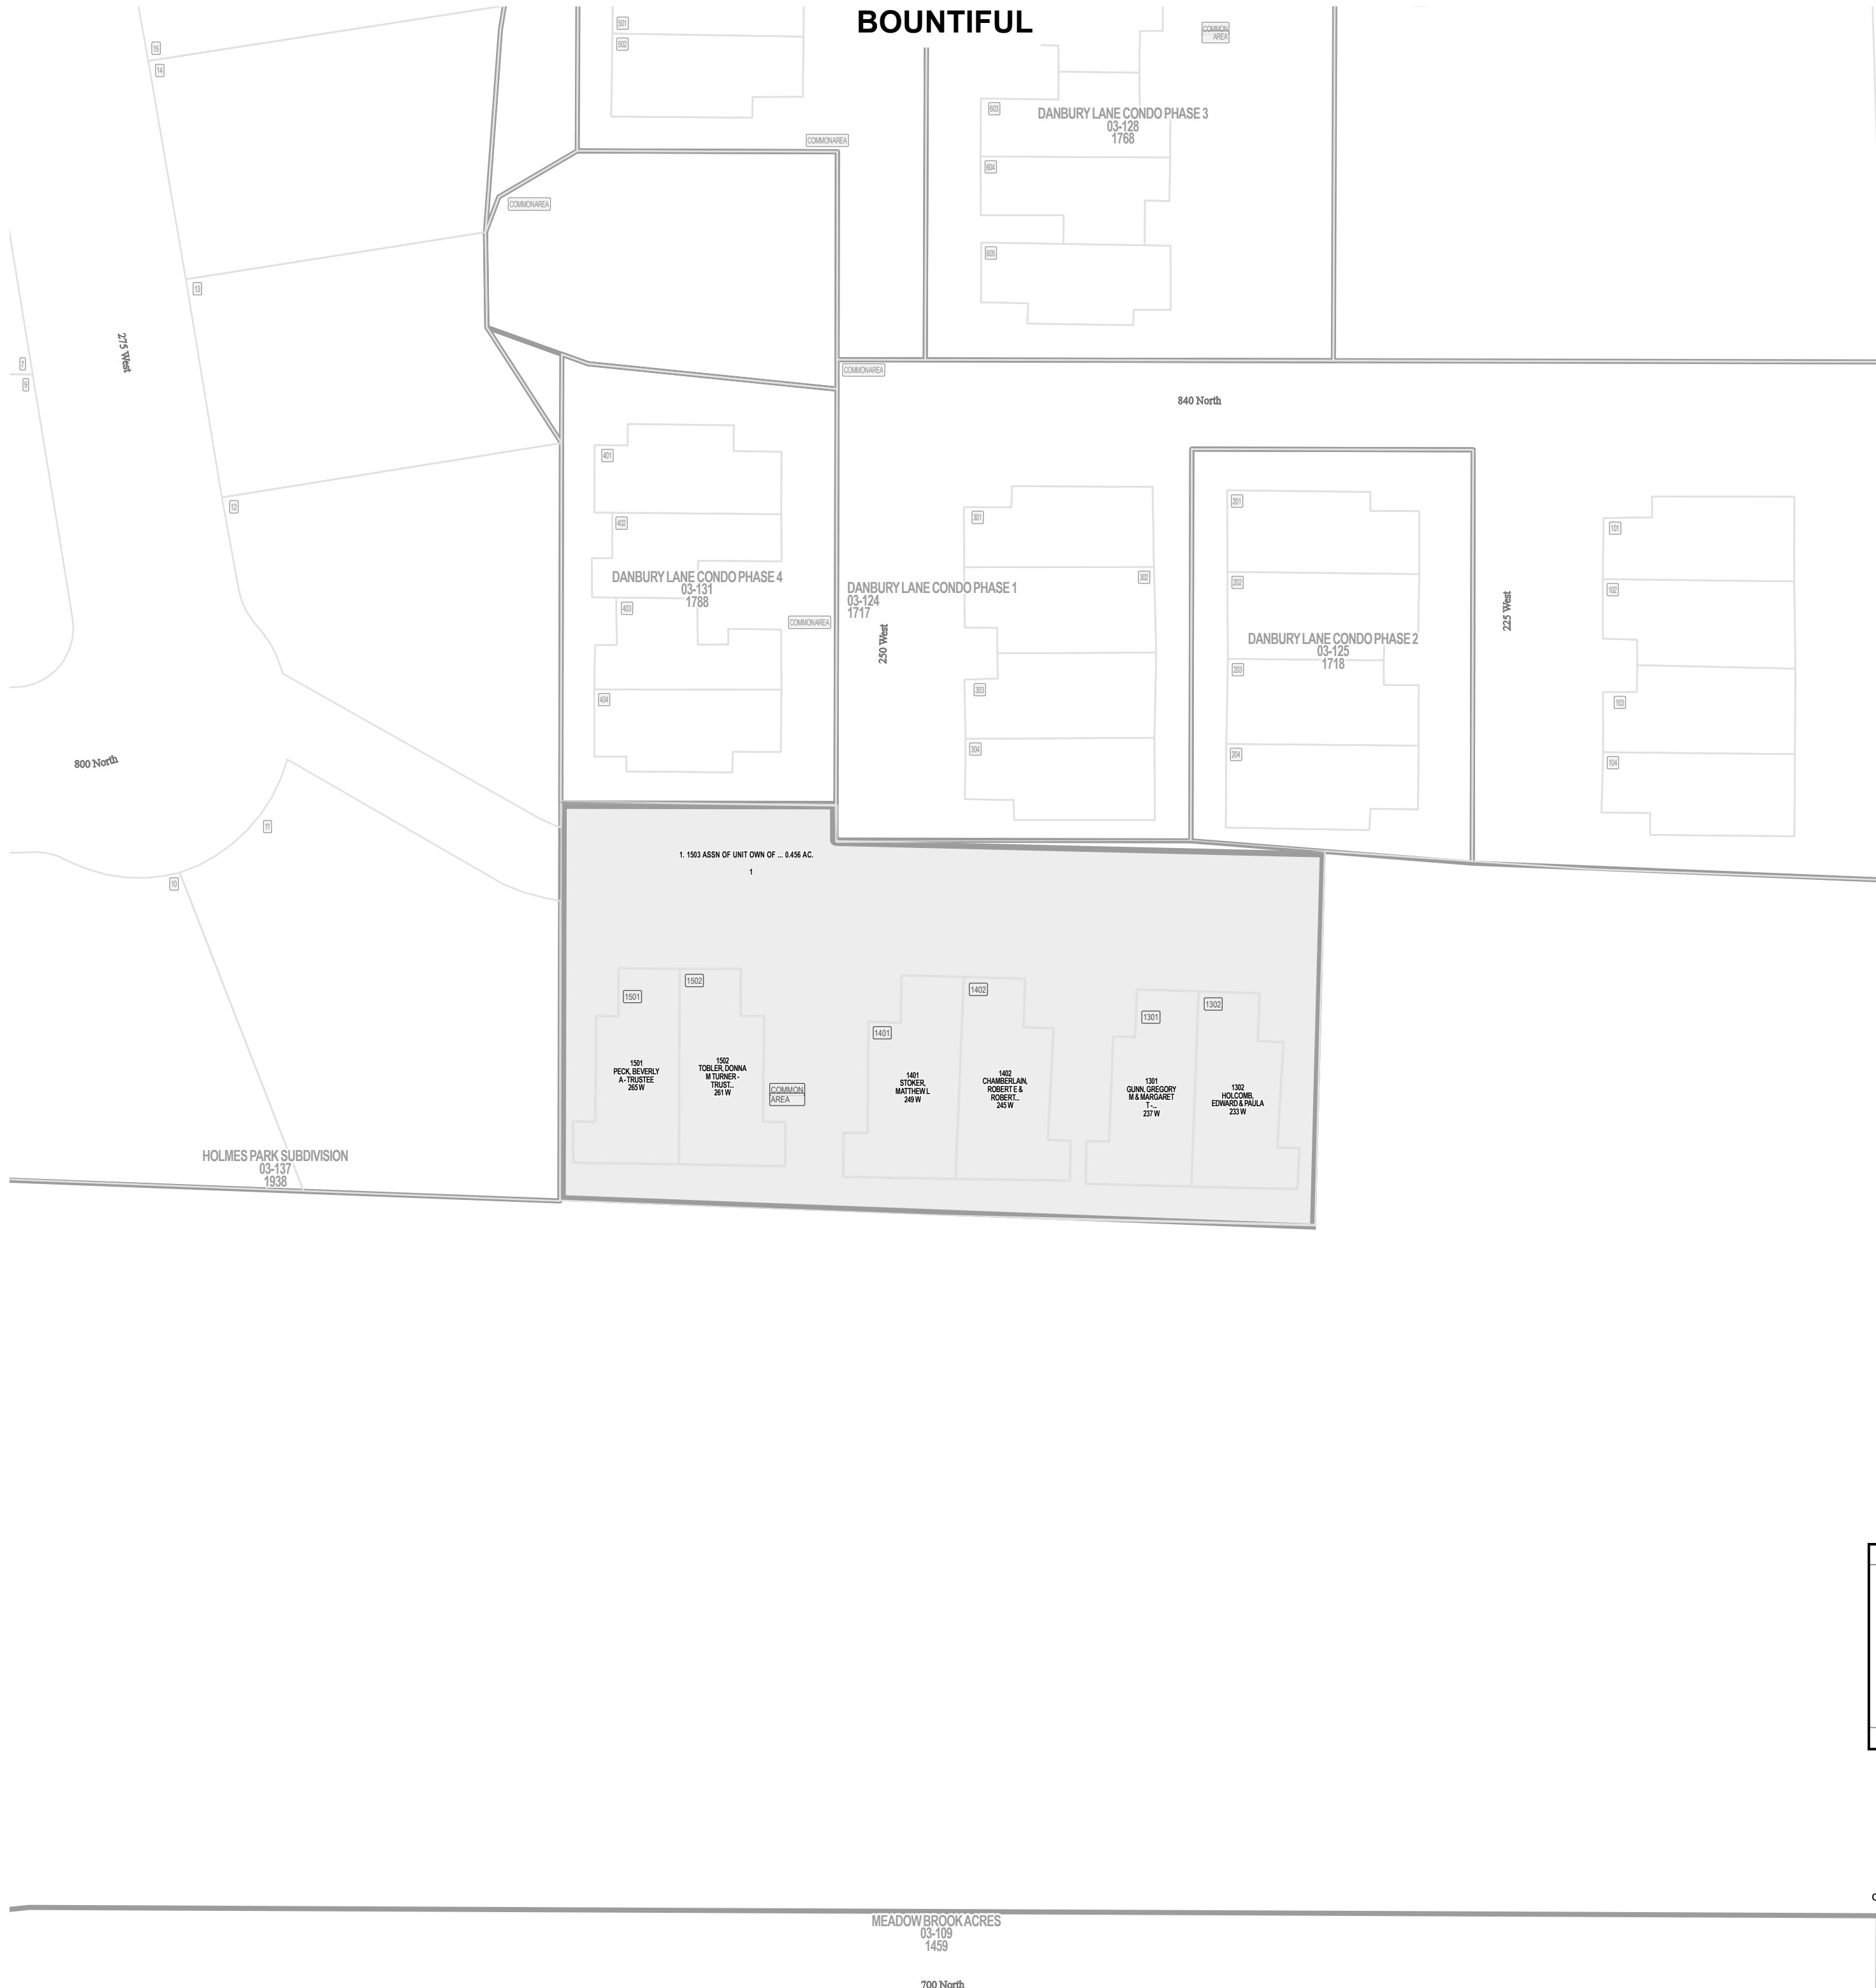 BOUNTIFUL
501
502
COMMON
AREA
15
14
603
DANBURY LANE CONDO PHASE 3
03-128
1768
COMMONAREA
604
COMMONAREA
605
13
275 West
7
9
COMMONAREA
840 North
401
12
402
301
201
101
DANBURY LANE CONDO PHASE 4
03-131
1788
403
COMMONAREA
DANBURY LANE CONDO PHASE 1
03-124
1717
302
250 West
202
DANBURY LANE CONDO PHASE 2
03-125
1718
225 West
102
404
303
203
103
304
204
104
800 North
11
10
1. 1503 ASSN OF UNIT OWN OF ... 0.456 AC.
1
1501
1502
1401
1402
1301
1302
1501
PECK, BEVERLY
A - TRUSTEE
265 W
1502
TOBLER, DONNA
M TURNER -
TRUST...
261 W
COMMON
AREA
1401
STOKER,
MATTHEW L
249 W
1402
CHAMBERLAIN,
ROBERT E &
ROBERT...
245 W
1301
GUNN, GREGORY
M & MARGARET
T -...
237 W
1302
HOLCOMB,
EDWARD & PAULA
233 W
HOLMES PARK SUBDIVISION
03-137
1938
MEADOW BROOK ACRES
03-109
1459
700 North